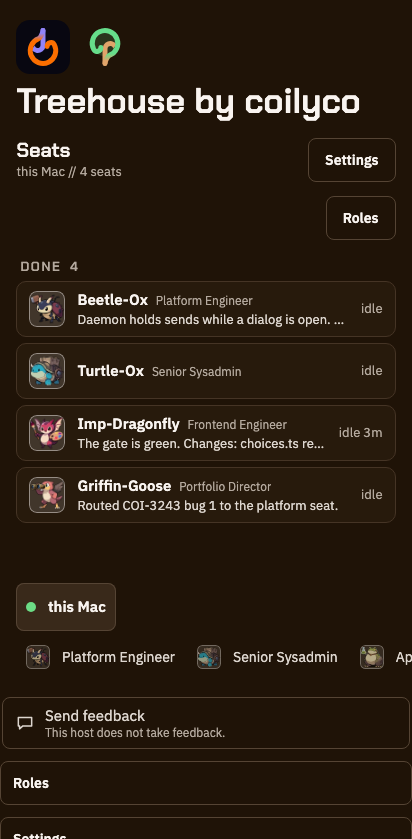 Treehouse by coilyco
Seats
this Mac // 4 seats
Settings
Roles
DONE 4
Beetle-Ox Platform Engineer
Daemon holds sends while a dialog is open. ...
idle
Turtle-Ox Senior Sysadmin
idle
Imp-Dragonfly Frontend Engineer
The gate is green. Changes: choices.ts re...
idle 3m
Griffin-Goose Portfolio Director
Routed COI-3243 bug 1 to the platform seat.
idle
this Mac
Platform Engineer Senior Sysadmin Ap
Send feedback
This host does not take feedback.
Roles
Settings